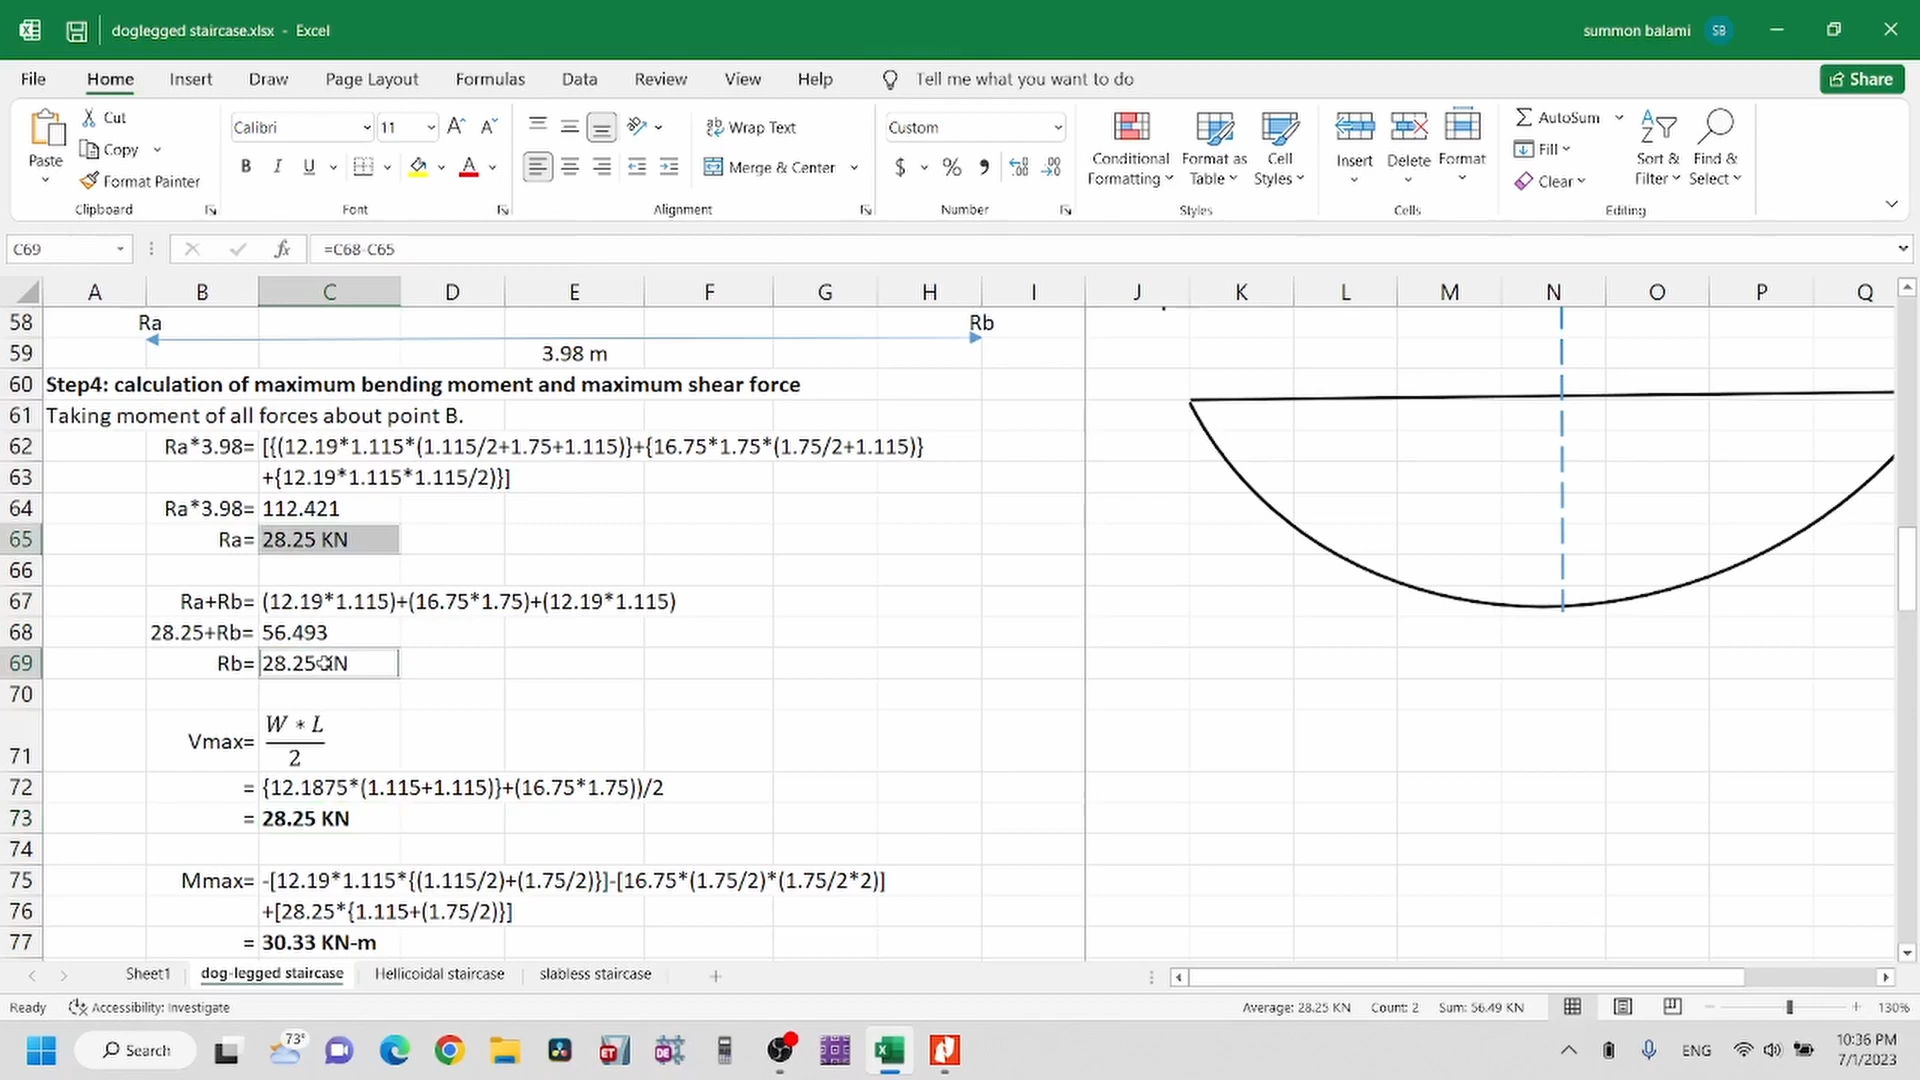 doglegged staircase.xlsx - Excel
summon balami SB
File Home Insert Draw Page Layout Formulas Data Review View Help Tell me what you want to do Share
Paste Cut Copy Format Painter
Clipboard
Calibri 11
B I U
Font
Wrap Text
Merge & Center
Alignment
Custom
$ % ,
Number
Conditional Formatting Format as Table Cell Styles
Styles
Insert Delete Format
Cells
AutoSum
Fill
Clear
Sort & Filter Find & Select
Editing
C69 fx =C68-C65
A B C D E F G H I J K L M N O P Q
58 Ra Rb
59 3.98 m
60 Step4: calculation of maximum bending moment and maximum shear force
61 Taking moment of all forces about point B.
62 Ra*3.98= [{(12.19*1.115*(1.115/2+1.75+1.115)}+{16.75*1.75*(1.75/2+1.115)}
63 +{12.19*1.115*1.115/2)}]
64 Ra*3.98= 112.421
65 Ra= 28.25 KN
66
67 Ra+Rb= (12.19*1.115)+(16.75*1.75)+(12.19*1.115)
68 28.25+Rb= 56.493
69 Rb= 28.25 KN
70
71 Vmax= W * L
2
72 = {12.1875*(1.115+1.115)}+(16.75*1.75))/2
73 = 28.25 KN
74
75 Mmax= -[12.19*1.115*{(1.115/2)+(1.75/2)}]-[16.75*(1.75/2)*(1.75/2*2)]
76 +[28.25*{1.115+(1.75/2)}]
77 = 30.33 KN-m
Sheet1 dog-legged staircase Hellicoidal staircase slabless staircase
Ready Accessibility: Investigate Average: 28.25 KN Count: 2 Sum: 56.49 KN 130%
Search 73° ET DE ENG 10:36 PM
7/1/2023